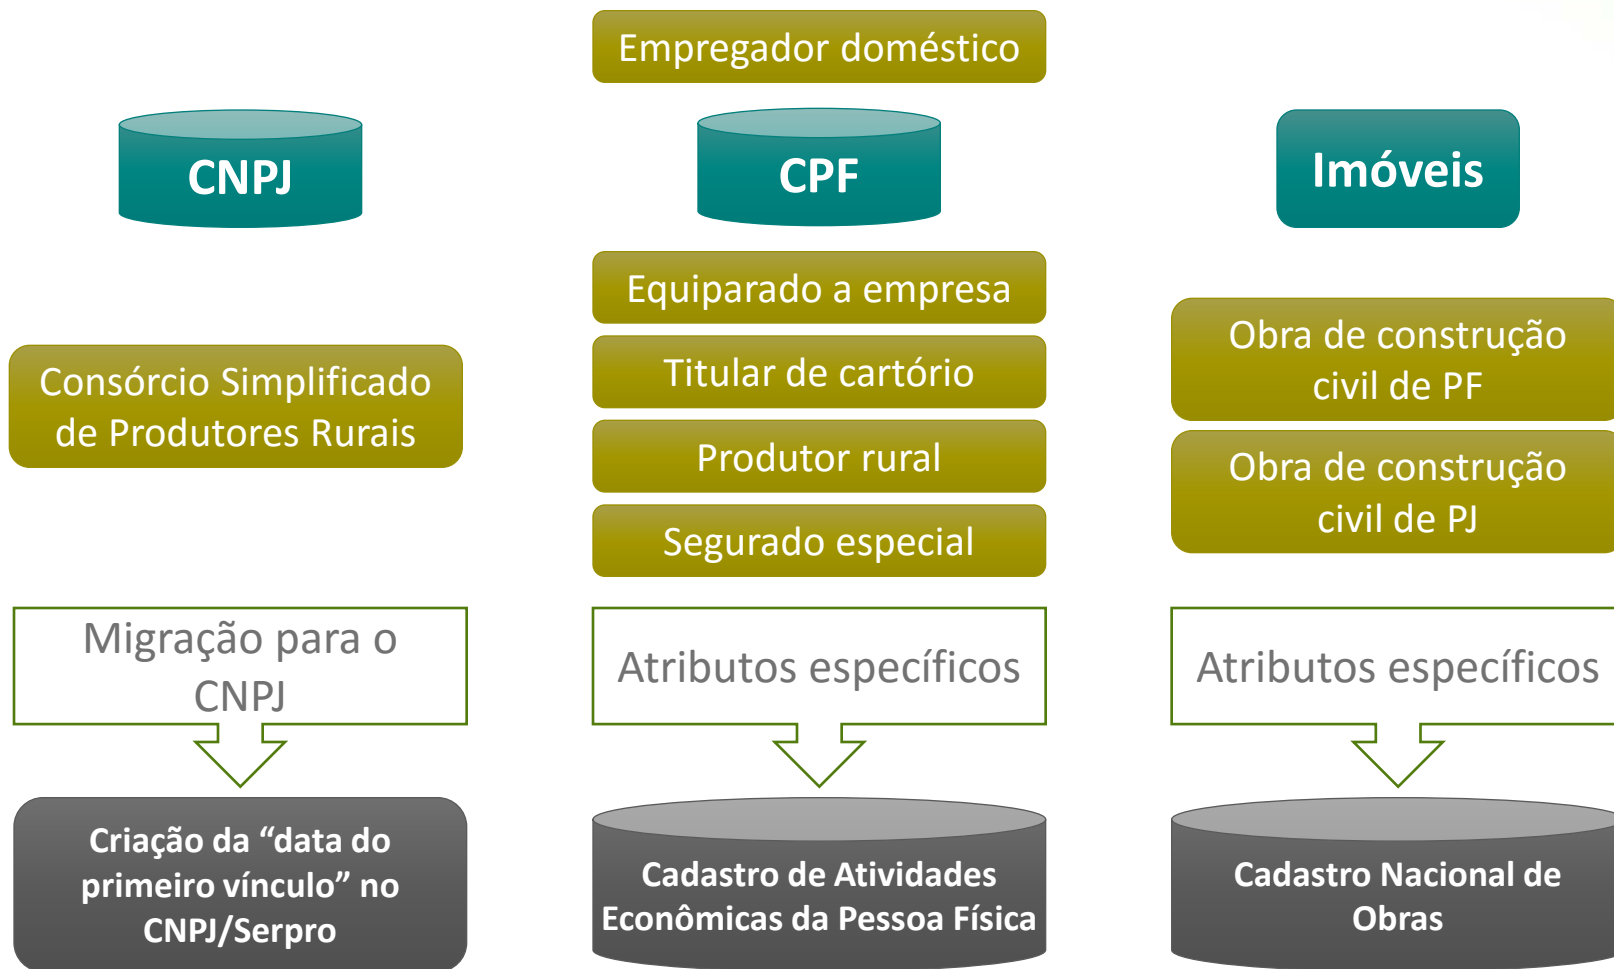 Empregador doméstico
CNPJ
CPF
Imóveis
Consórcio Simplificado
de Produtores Rurais
Equiparado a empresa
Titular de cartório
Produtor rural
Segurado especial
Obra de construção
civil de PF
Obra de construção
civil de PJ
Migração para o
CNPJ
Atributos específicos
Atributos específicos
Criação da “data do
primeiro vínculo” no
CNPJ/Serpro
Cadastro de Atividades
Econômicas da Pessoa Física
Cadastro Nacional de
Obras